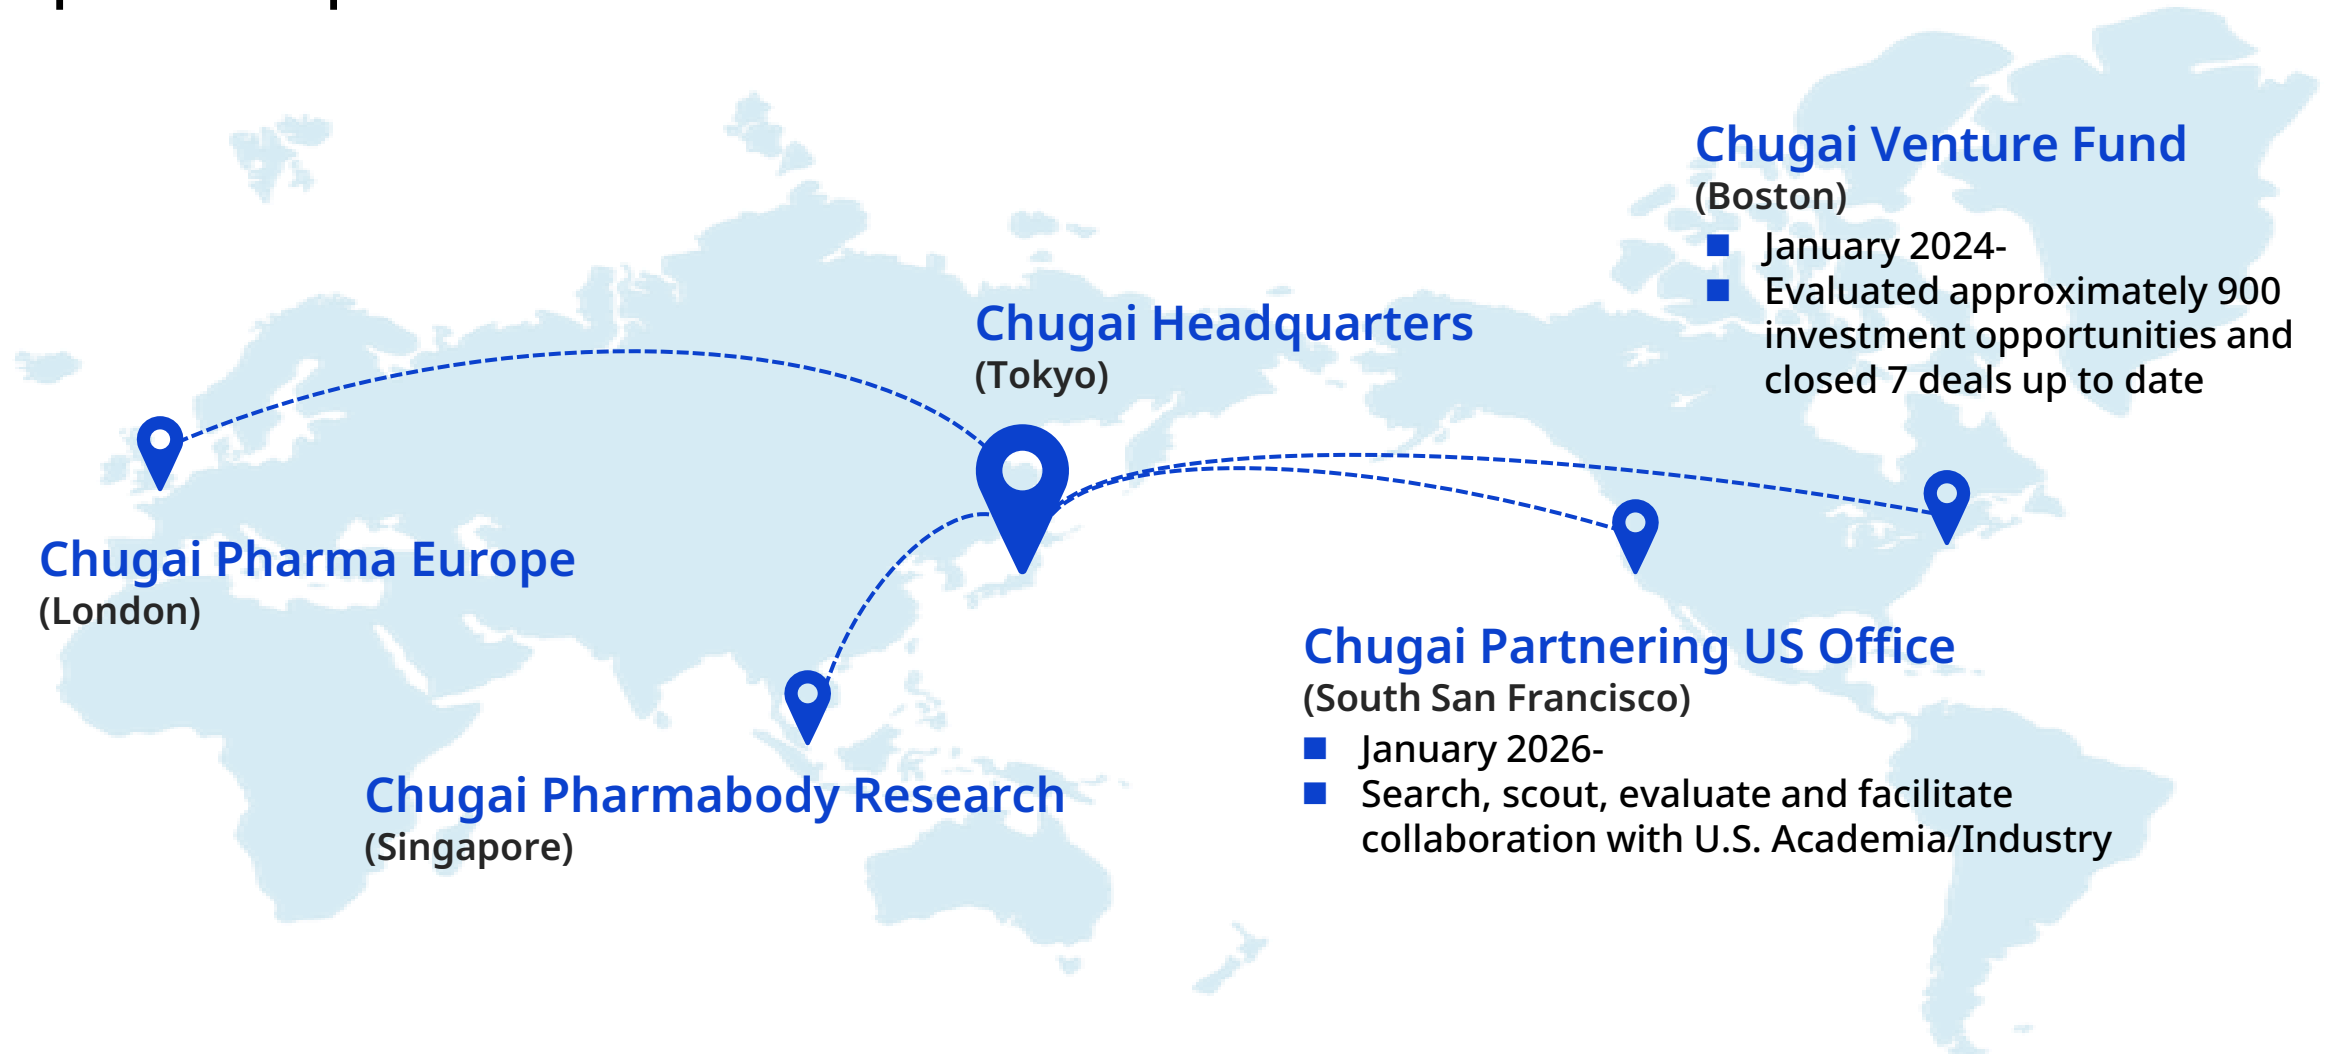 Chugai Venture Fund
(Boston)
■ January 2024-
■ Evaluated approximately 900
investment opportunities and
closed 7 deals up to date
Chugai Headquarters
(Tokyo)
Chugai Pharma Europe
(London)
Chugai Partnering US Office
(South San Francisco)
■ January 2026-
■ Search, scout, evaluate and facilitate
collaboration with U.S. Academia/Industry
Chugai Pharmabody Research
(Singapore)